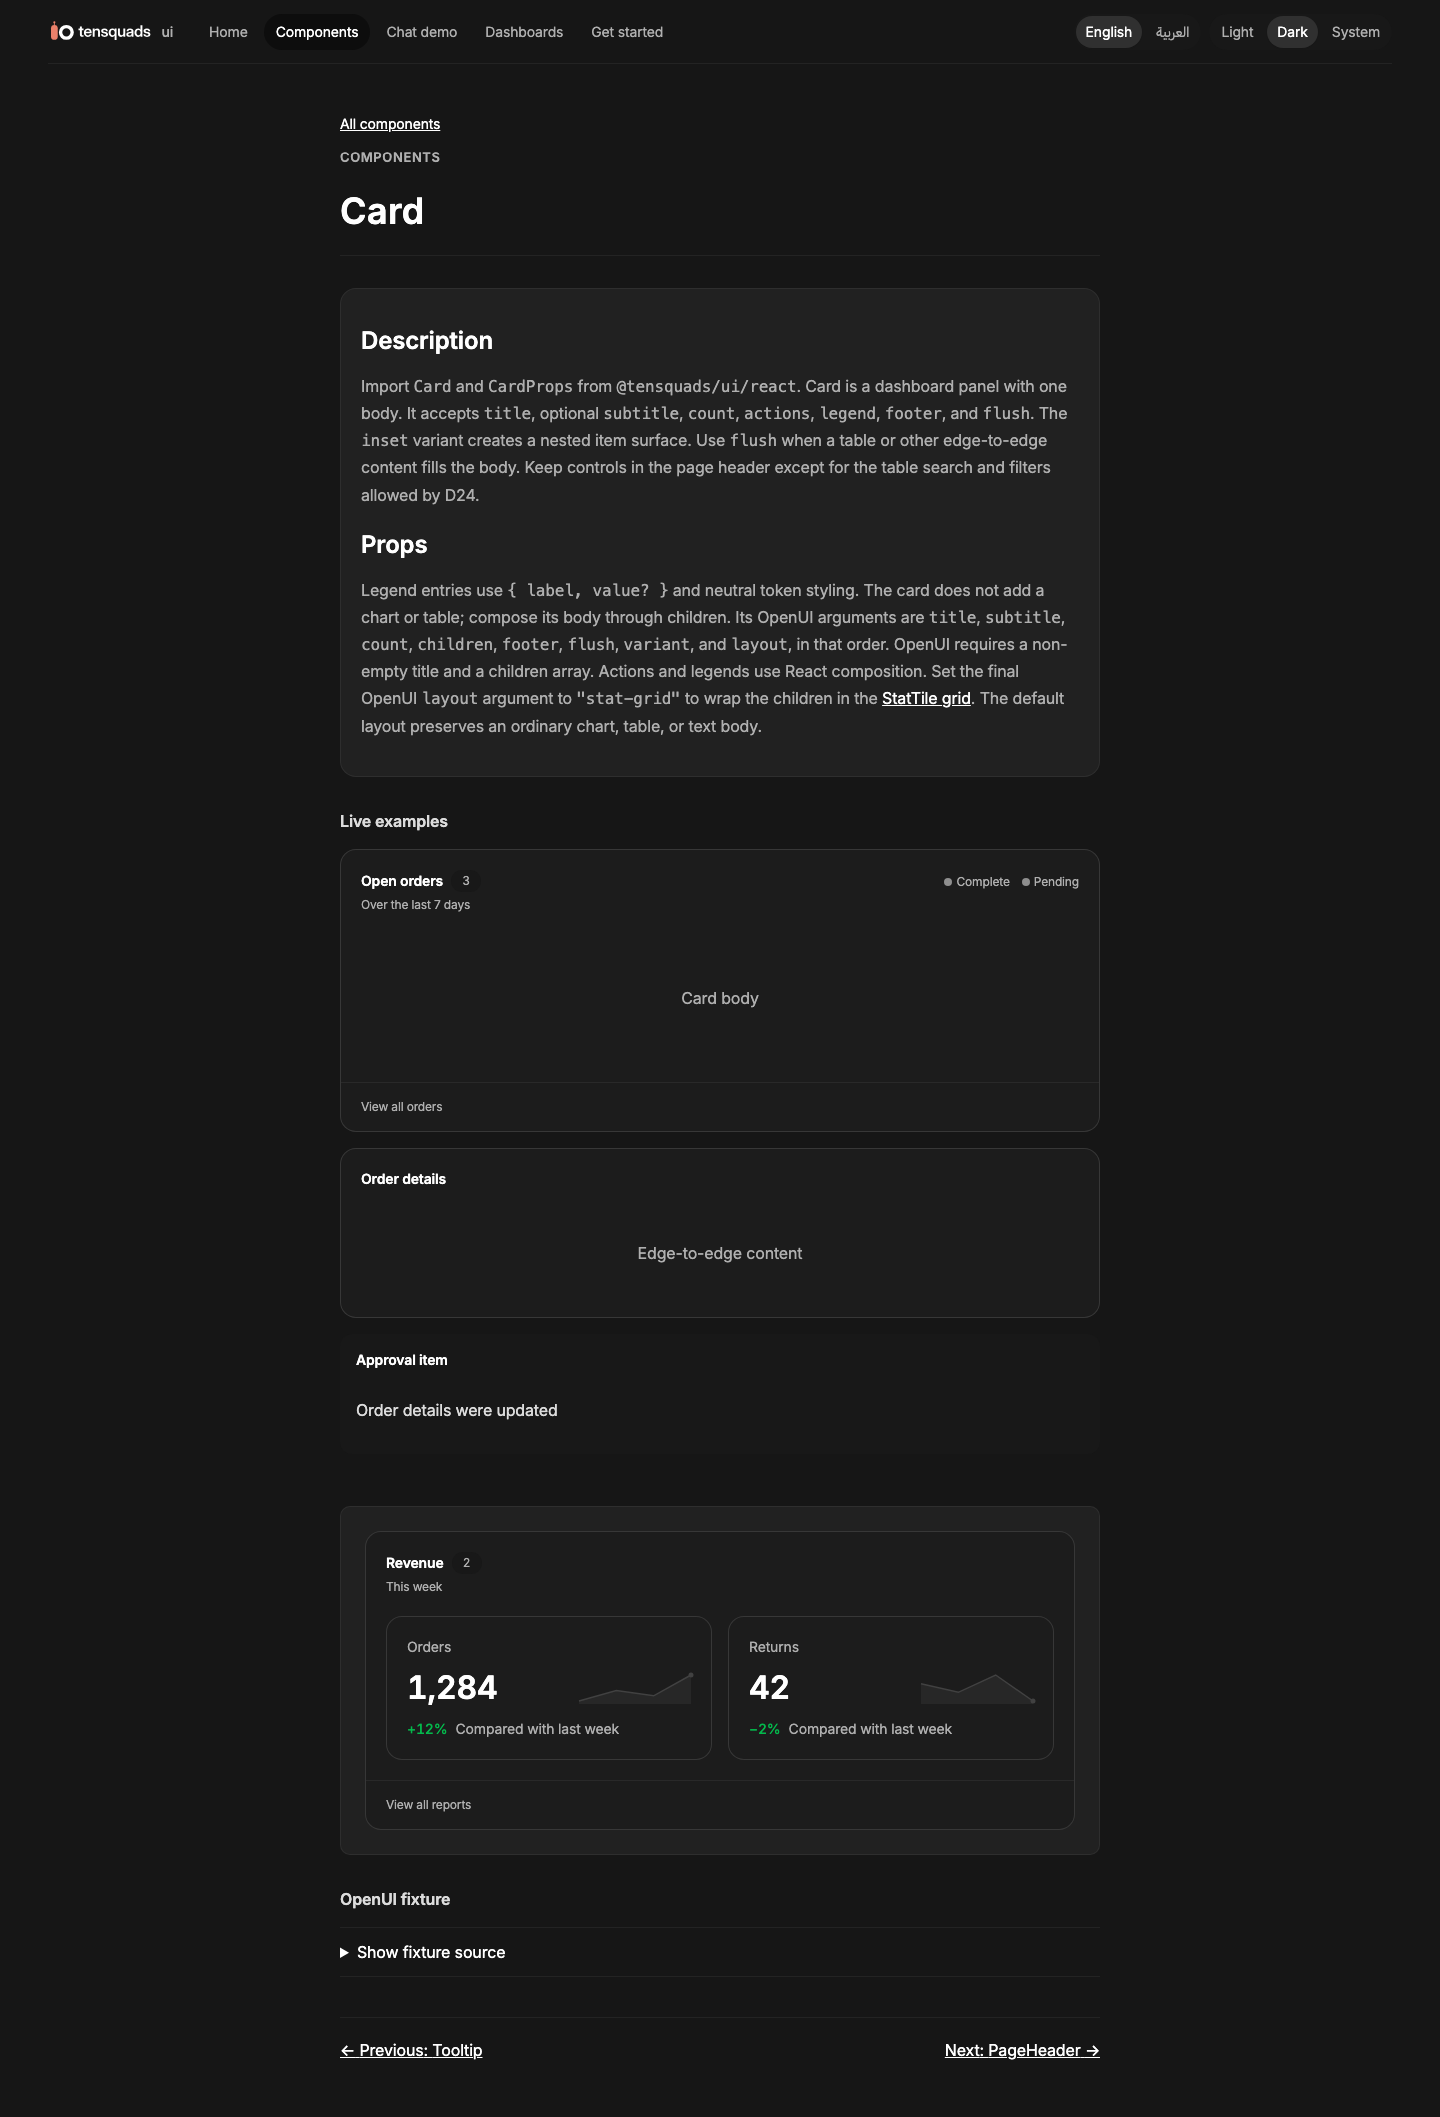 tensquads ui Home Components Chat demo Dashboards Get started English العربية Light Dark System
All components
COMPONENTS
Card
Description
Import Card and CardProps from @tensquads/ui/react. Card is a dashboard panel with one
body. It accepts title, optional subtitle, count, actions, legend, footer, and flush. The
inset variant creates a nested item surface. Use flush when a table or other edge-to-edge
content fills the body. Keep controls in the page header except for the table search and filters
allowed by D24.
Props
Legend entries use { label, value? } and neutral token styling. The card does not add a
chart or table; compose its body through children. Its OpenUI arguments are title, subtitle,
count, children, footer, flush, variant, and layout, in that order. OpenUI requires a non-
empty title and a children array. Actions and legends use React composition. Set the final
OpenUI layout argument to "stat-grid" to wrap the children in the StatTile grid. The default
layout preserves an ordinary chart, table, or text body.
Live examples
Open orders 3 Complete Pending
Over the last 7 days
Card body
View all orders
Order details
Edge-to-edge content
Approval item
Order details were updated
Revenue 2
This week
Orders Returns
1,284 42
+12% Compared with last week −2% Compared with last week
View all reports
OpenUI fixture
▶ Show fixture source
← Previous: Tooltip Next: PageHeader →